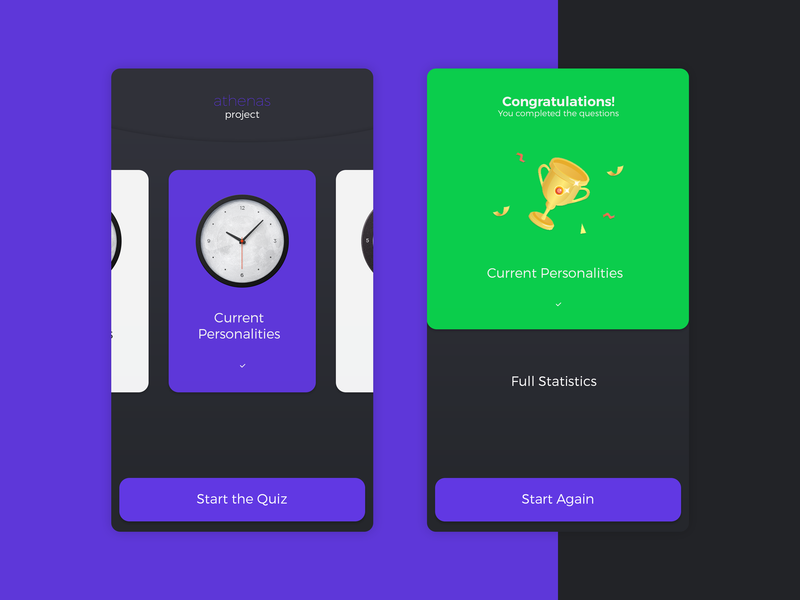 athenas
project
12
3
6
9
5
s
Current
Personalities
Start the Quiz
Congratulations!
You completed the questions
Current Personalities
Full Statistics
Start Again